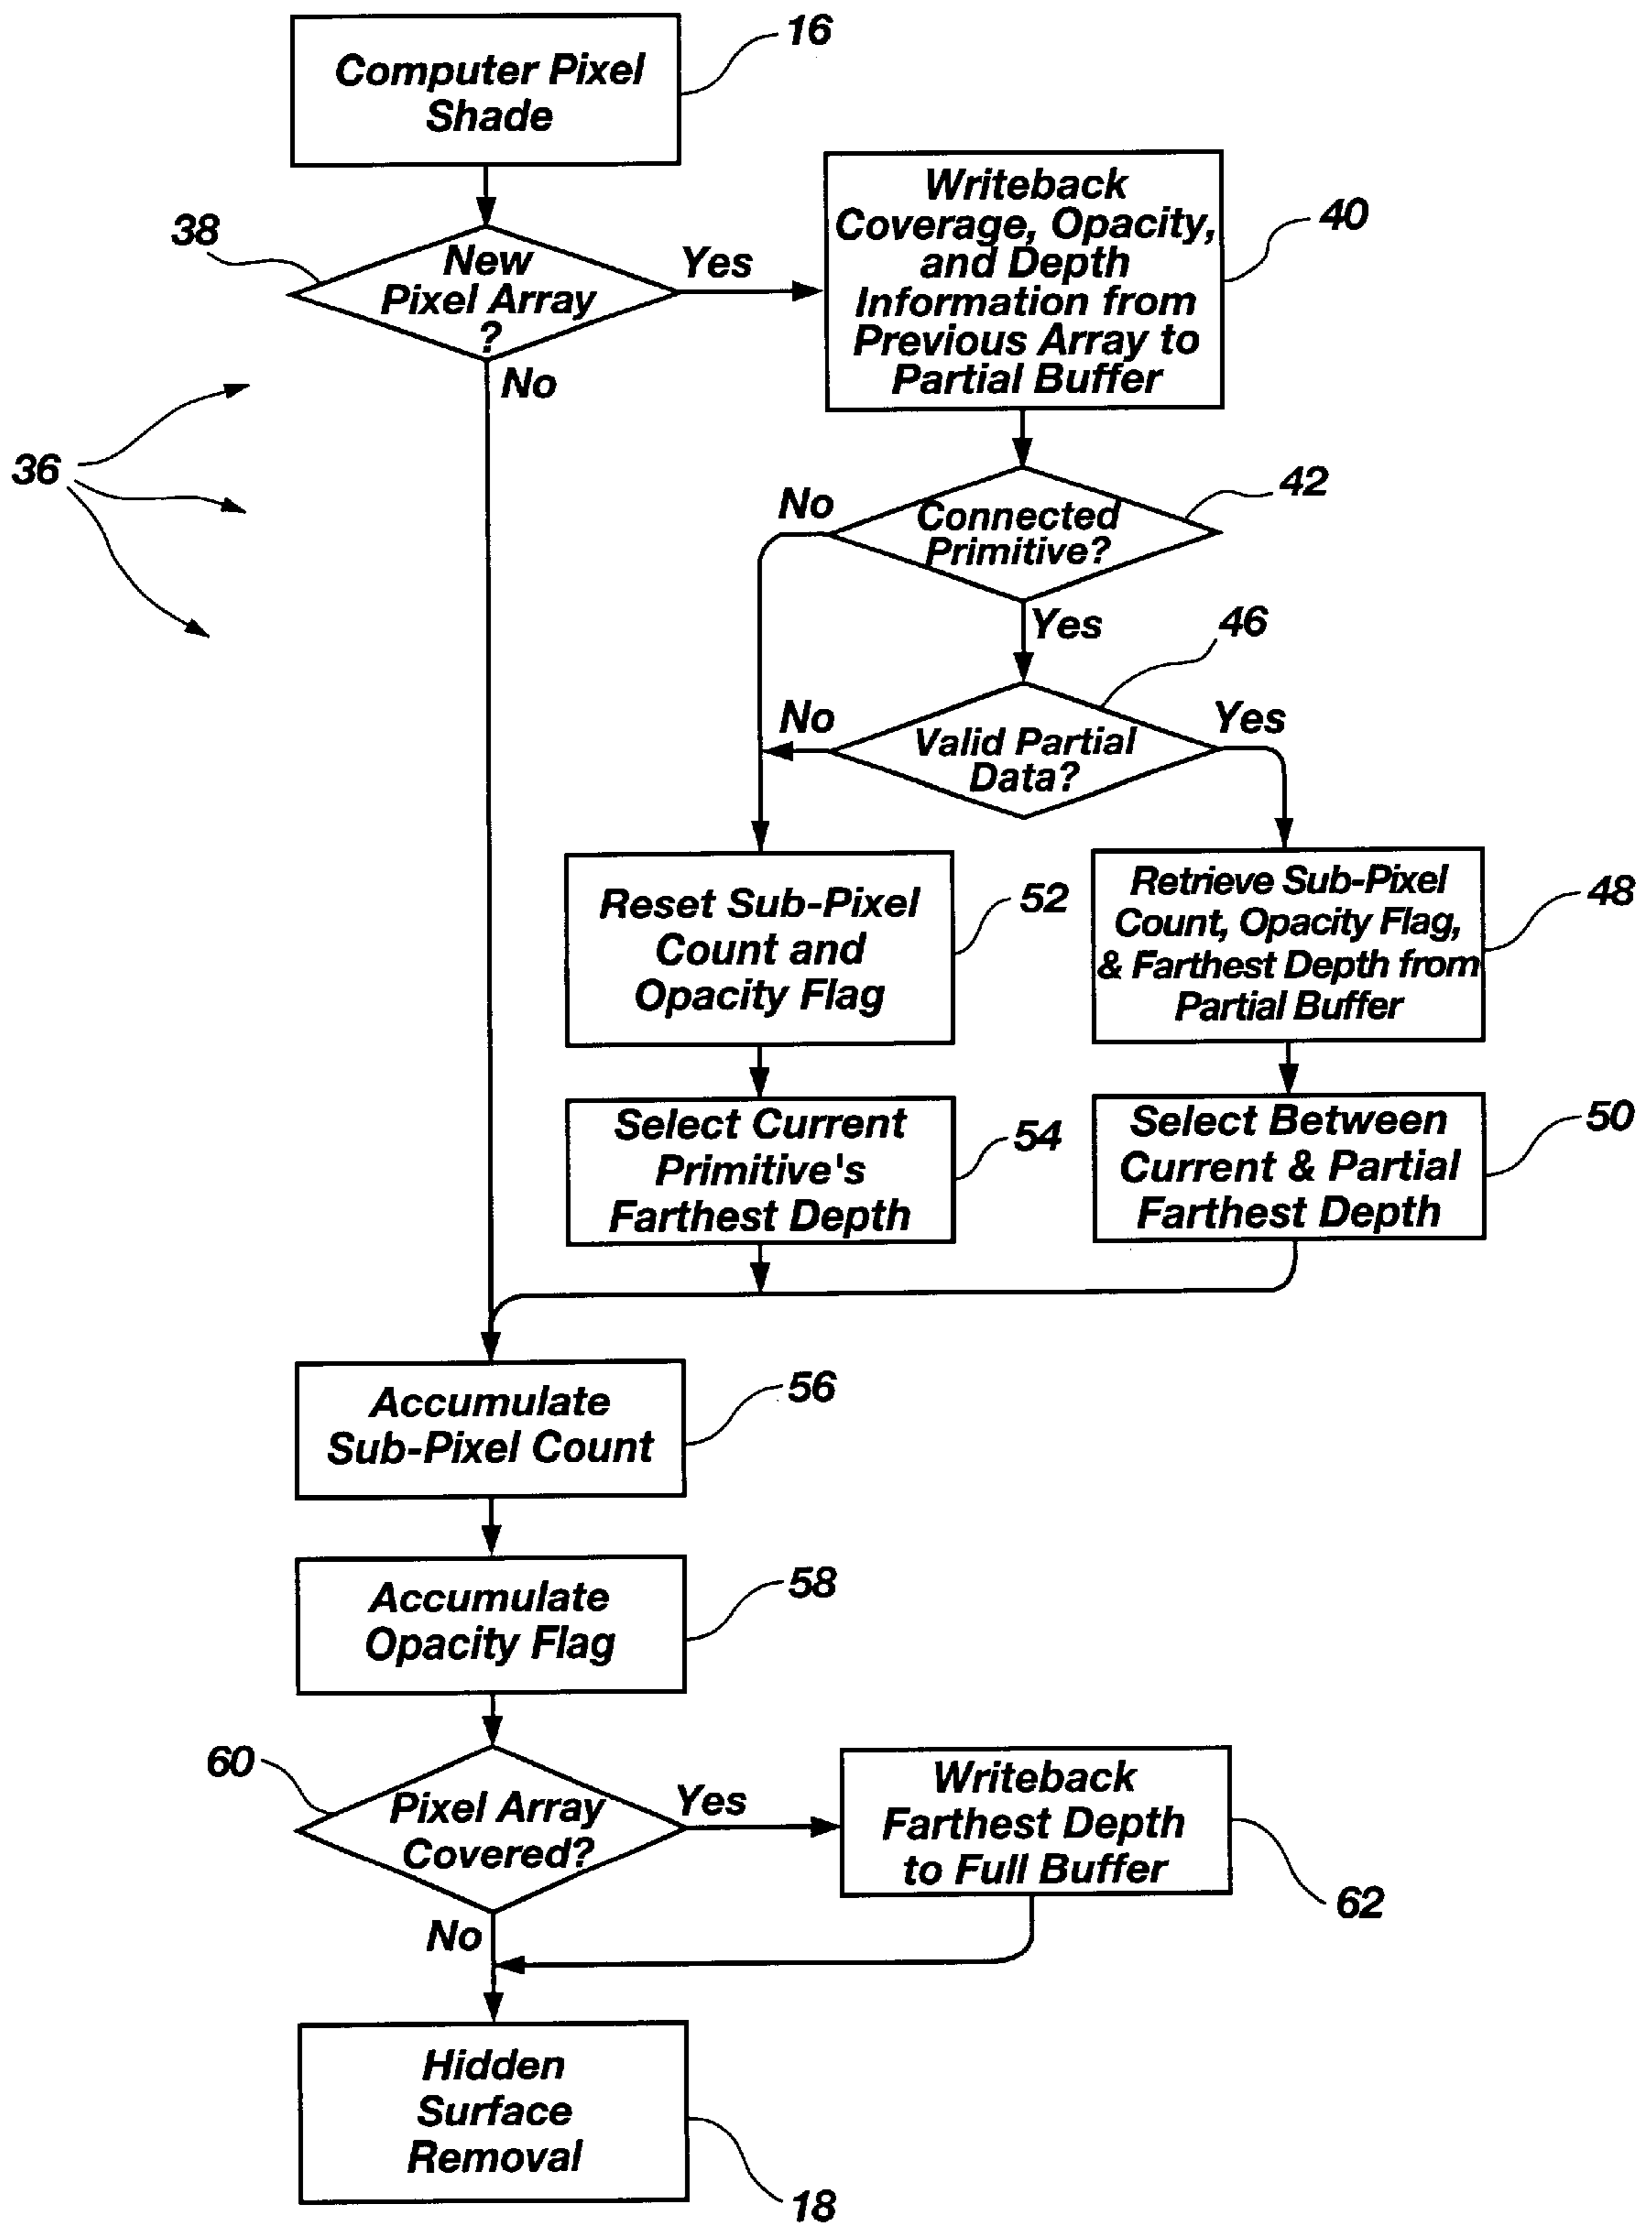 Computer Pixel
Shade
16
New
Pixel Array
?
38
Yes
No
Writeback
Coverage, Opacity,
and Depth
Information from
Previous Array to
Partial Buffer
40
36
Connected
Primitive?
42
No
Yes
Valid Partial
Data?
46
No
Yes
Reset Sub-Pixel
Count and
Opacity Flag
52
Retrieve Sub-Pixel
Count, Opacity Flag,
& Farthest Depth from
Partial Buffer
48
Select Current
Primitive's
Farthest Depth
54
Select Between
Current & Partial
Farthest Depth
50
Accumulate
Sub-Pixel Count
56
Accumulate
Opacity Flag
58
60
Pixel Array
Covered?
Yes
No
Writeback
Farthest Depth
to Full Buffer
62
Hidden
Surface
Removal
18